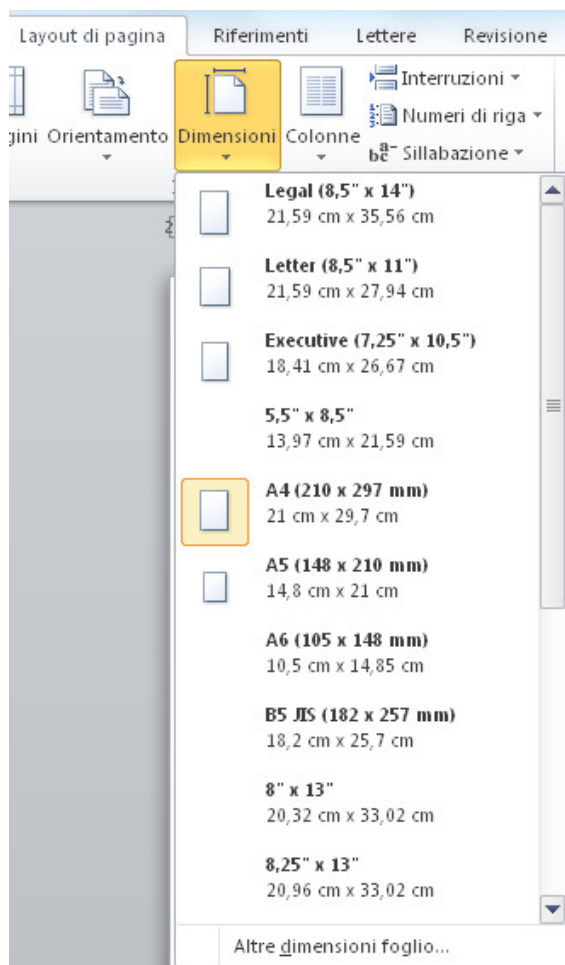 Layout di pagina Riferimenti Lettere Revisione
Interruzioni
Numeri di riga
Sillabazione
gini Orientamento Dimensioni Colonne
Legal (8,5" x 14")
21,59 cm x 35,56 cm
Letter (8,5" x 11")
21,59 cm x 27,94 cm
Executive (7,25" x 10,5")
18,41 cm x 26,67 cm
5,5" x 8,5"
13,97 cm x 21,59 cm
A4 (210 x 297 mm)
21 cm x 29,7 cm
A5 (148 x 210 mm)
14,8 cm x 21 cm
A6 (105 x 148 mm)
10,5 cm x 14,85 cm
B5 JIS (182 x 257 mm)
18,2 cm x 25,7 cm
8" x 13"
20,32 cm x 33,02 cm
8,25" x 13"
20,96 cm x 33,02 cm
Altre dimensioni foglio...